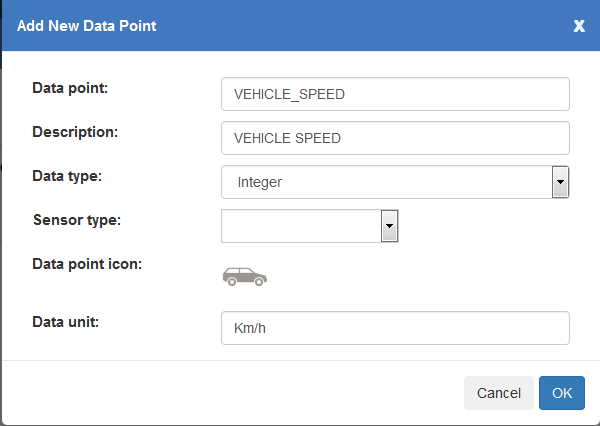 Add New Data Point X
Data point: VEHICLE_SPEED
Description: VEHICLE SPEED
Data type: Integer
Sensor type:
Data point icon:
Data unit: Km/h
Cancel OK